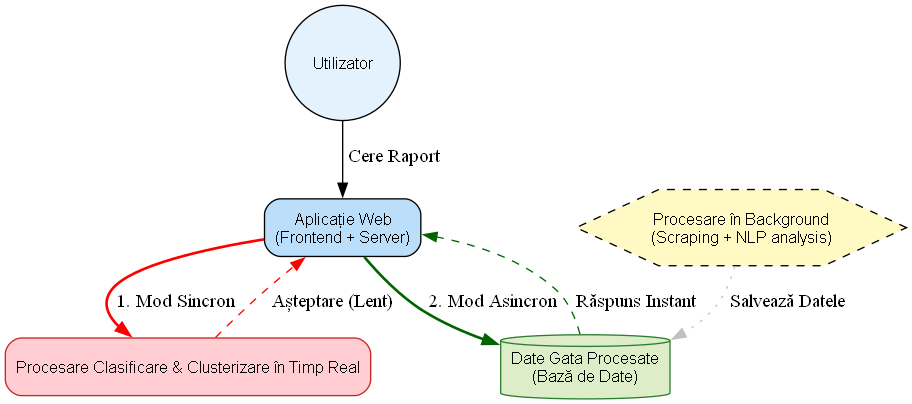 Utilizator
Cere Raport
Aplicație Web
(Frontend + Server)
Procesare în Background
(Scraping + NLP analysis)
1. Mod Sincron
Așteptare (Lent)
2. Mod Asincron
Răspuns Instant
Salvează Datele
Procesare Clasificare & Clusterizare în Timp Real
Date Gata Procesate
(Bază de Date)